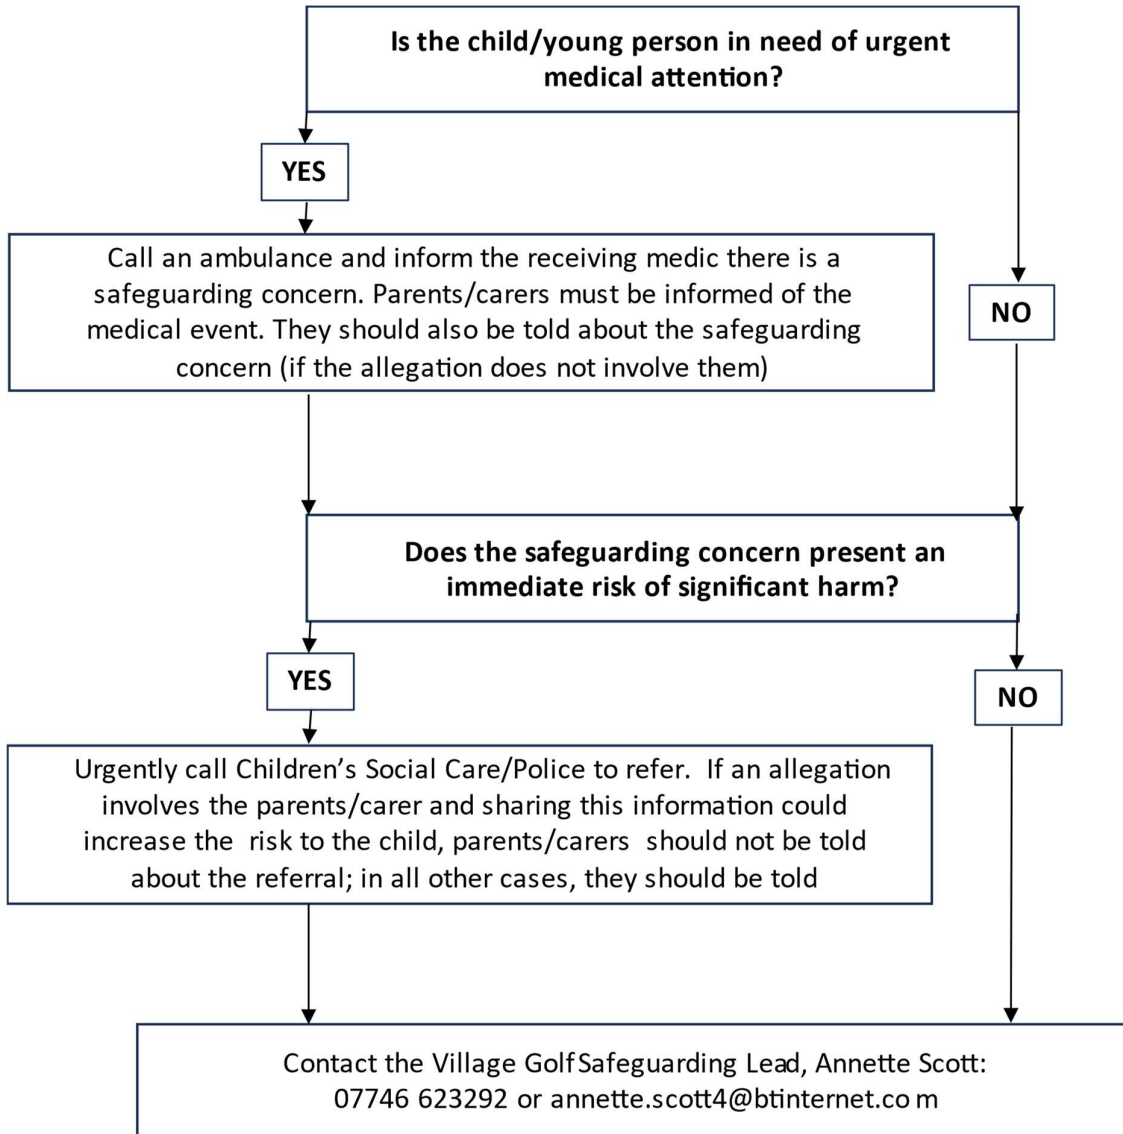 Is the child/young person in need of urgent
medical attention?
YES
Call an ambulance and inform the receiving medic there is a
safeguarding concern. Parents/carers must be informed of the
medical event. They should also be told about the safeguarding
concern (if the allegation does not involve them)
NO
Does the safeguarding concern present an
immediate risk of significant harm?
YES
NO
Urgently call Children’s Social Care/Police to refer.  If an allegation
involves the parents/carer and sharing this information could
increase the  risk to the child, parents/carers  should not be told
about the referral; in all other cases, they should be told
Contact the Village Golf Safeguarding Lead, Annette Scott:
07746 623292 or annette.scott4@btinternet.co m